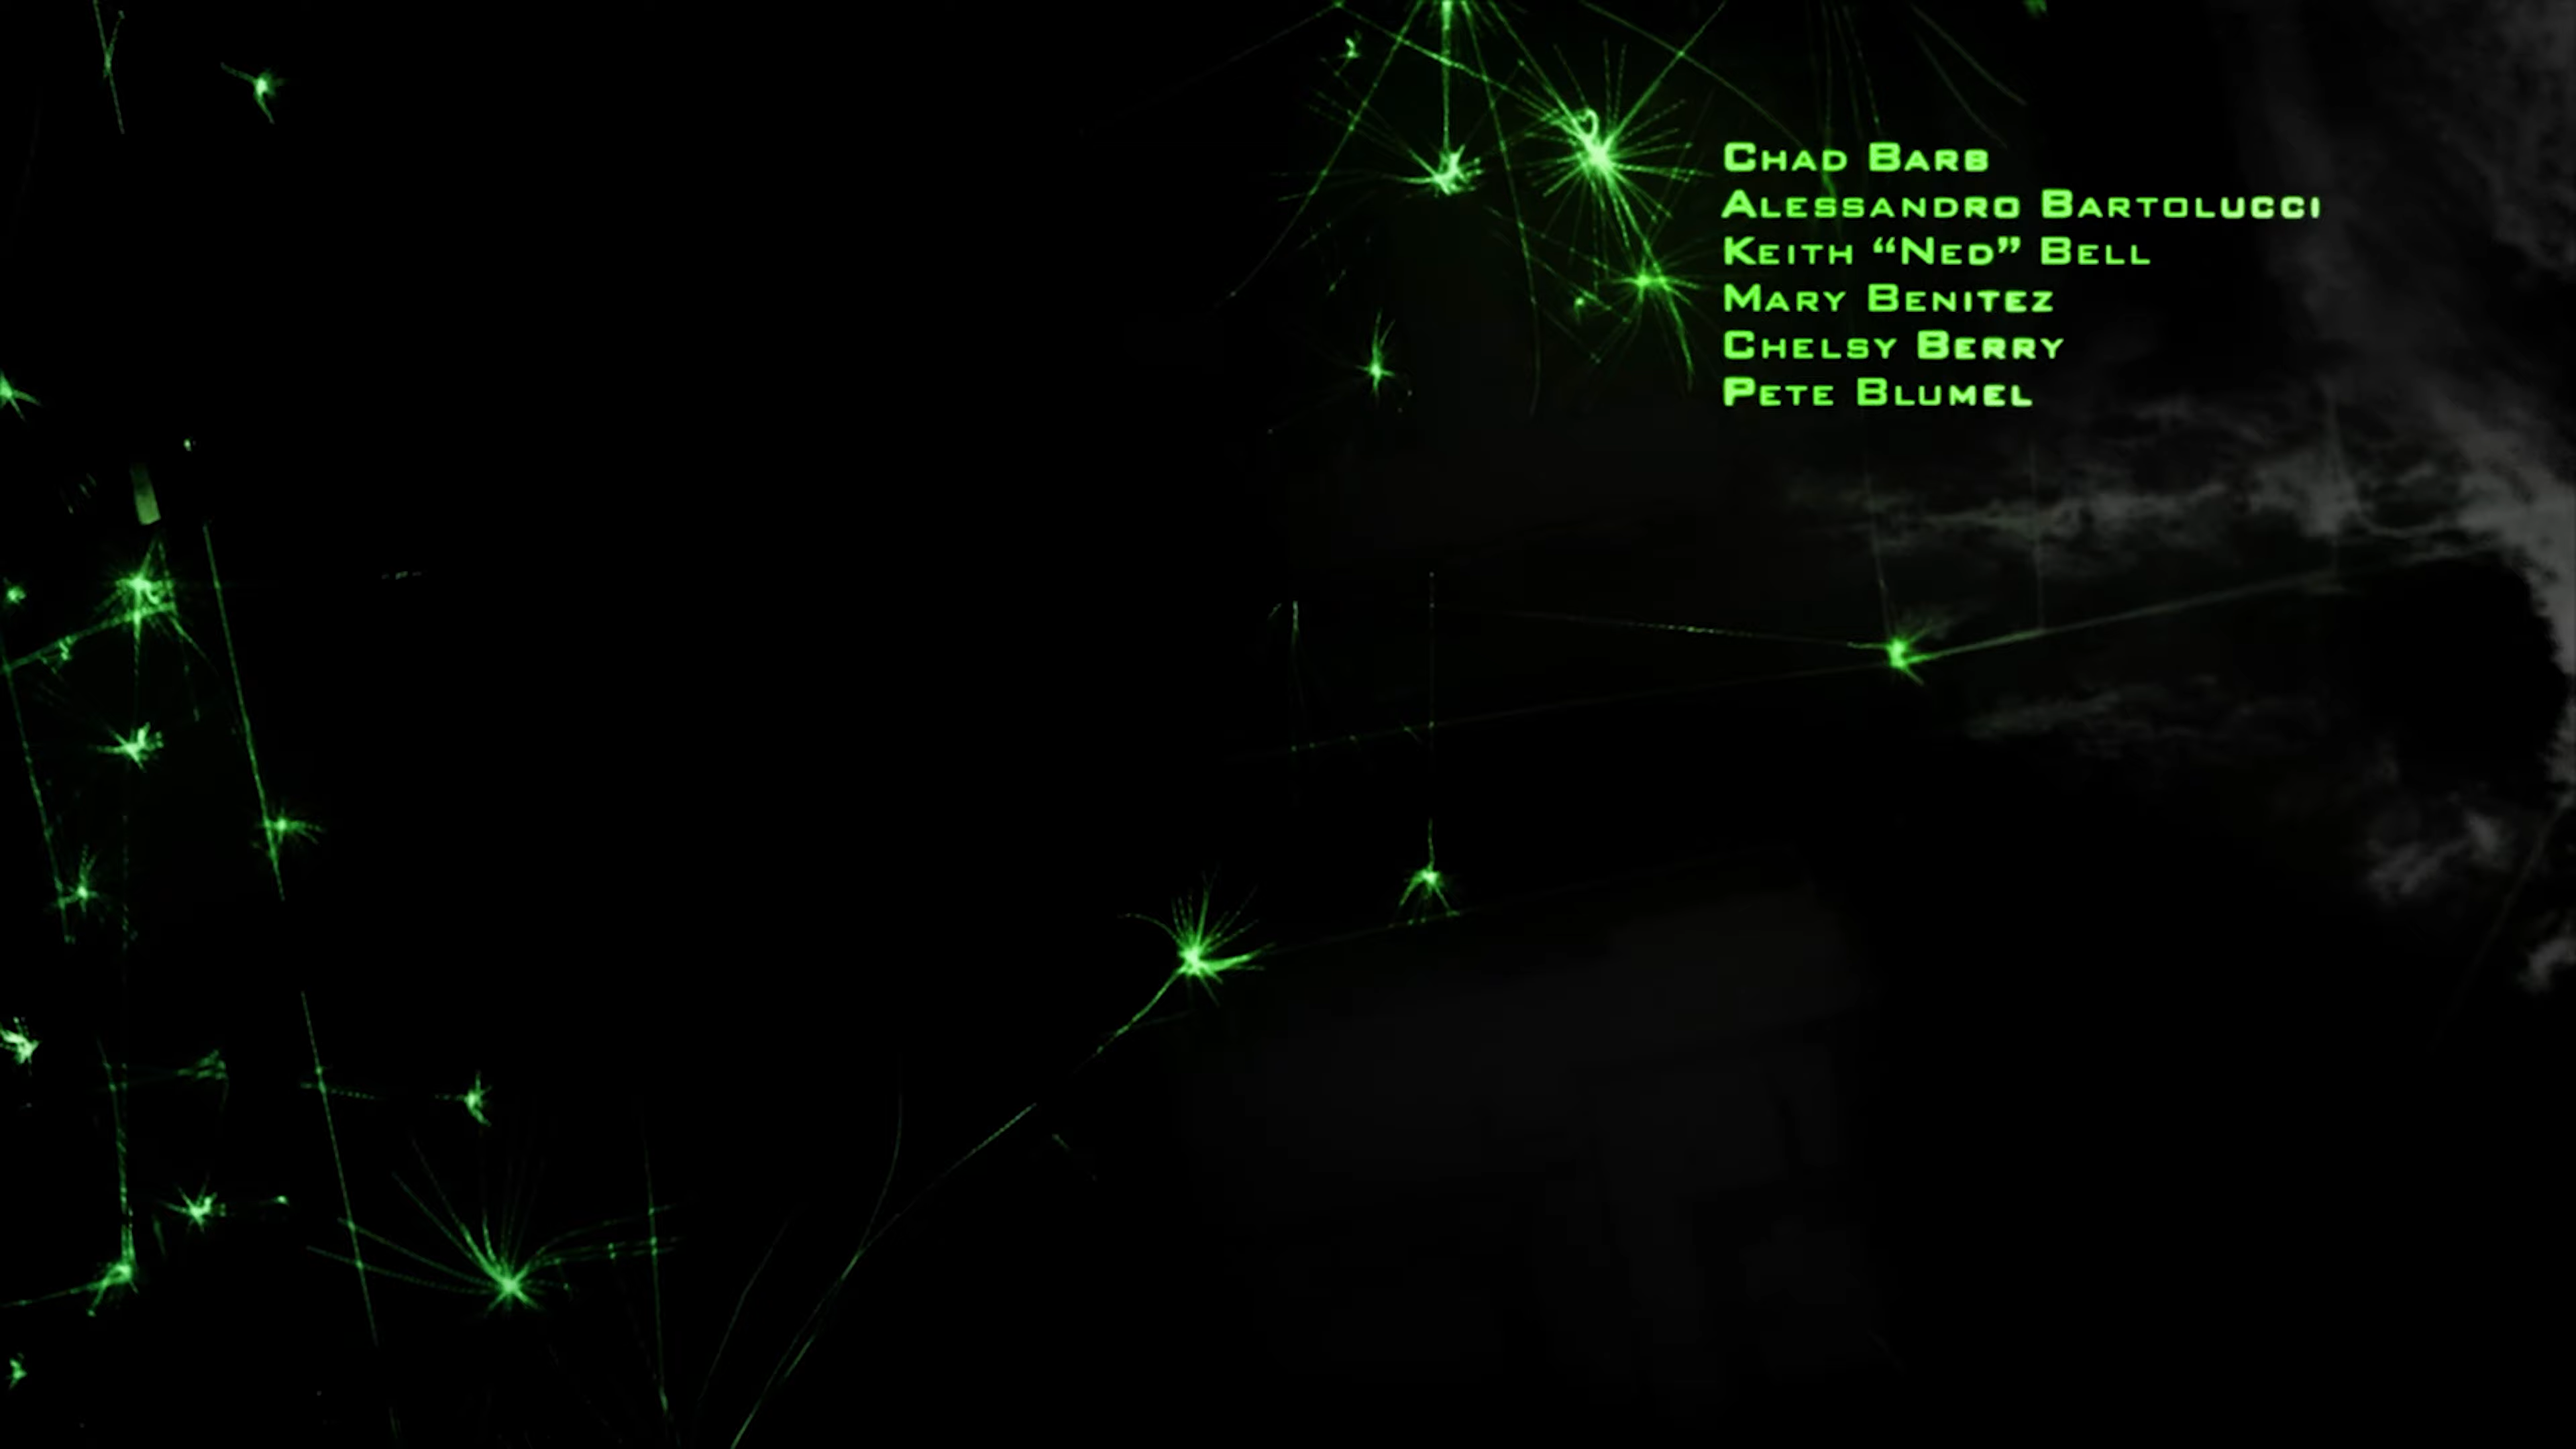 Chad Barb
Alessandro Bartolucci
Keith “Ned” Bell
Mary Benitez
Chelsy Berry
Pete Blumel